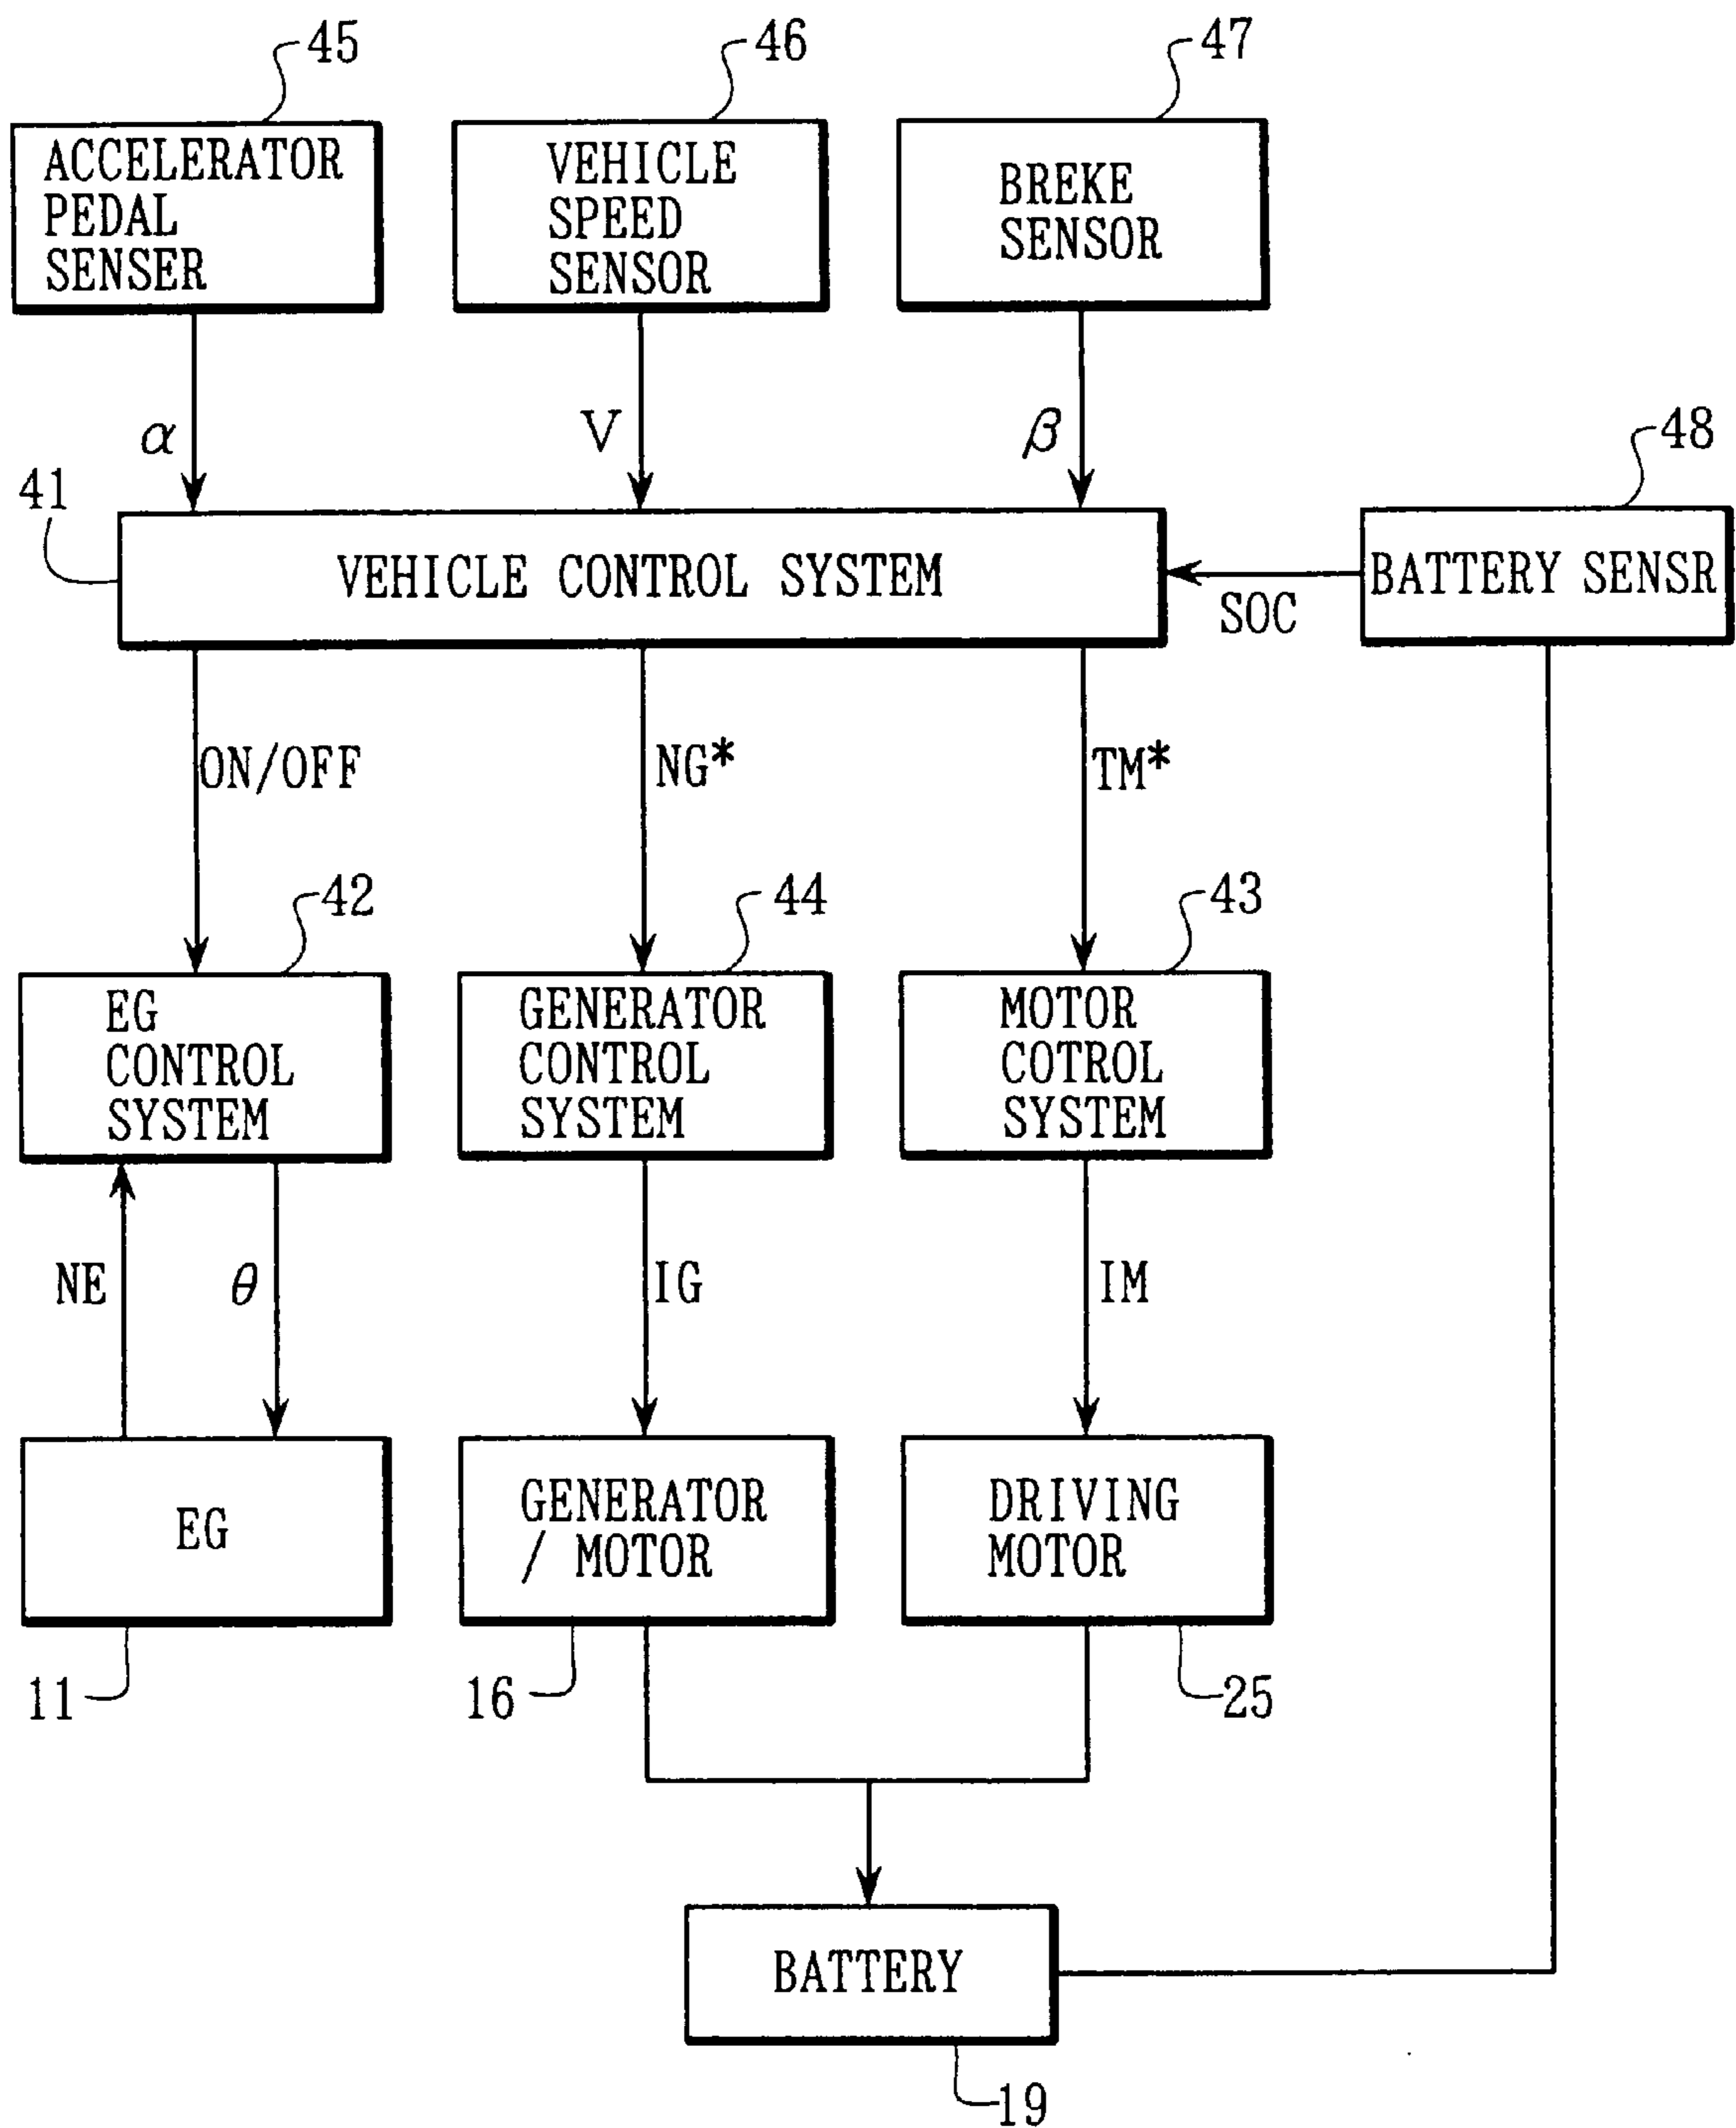 45
46
47
ACCELERATOR
PEDAL
SENSER
VEHICLE
SPEED
SENSOR
BREKE
SENSOR
α
V
β
48
41
VEHICLE CONTROL SYSTEM
SOC
BATTERY SENSR
ON/OFF
NG*
TM*
42
44
43
EG
CONTROL
SYSTEM
GENERATOR
CONTROL
SYSTEM
MOTOR
COTROL
SYSTEM
NE
θ
IG
IM
EG
GENERATOR
/ MOTOR
DRIVING
MOTOR
11
16
25
BATTERY
19